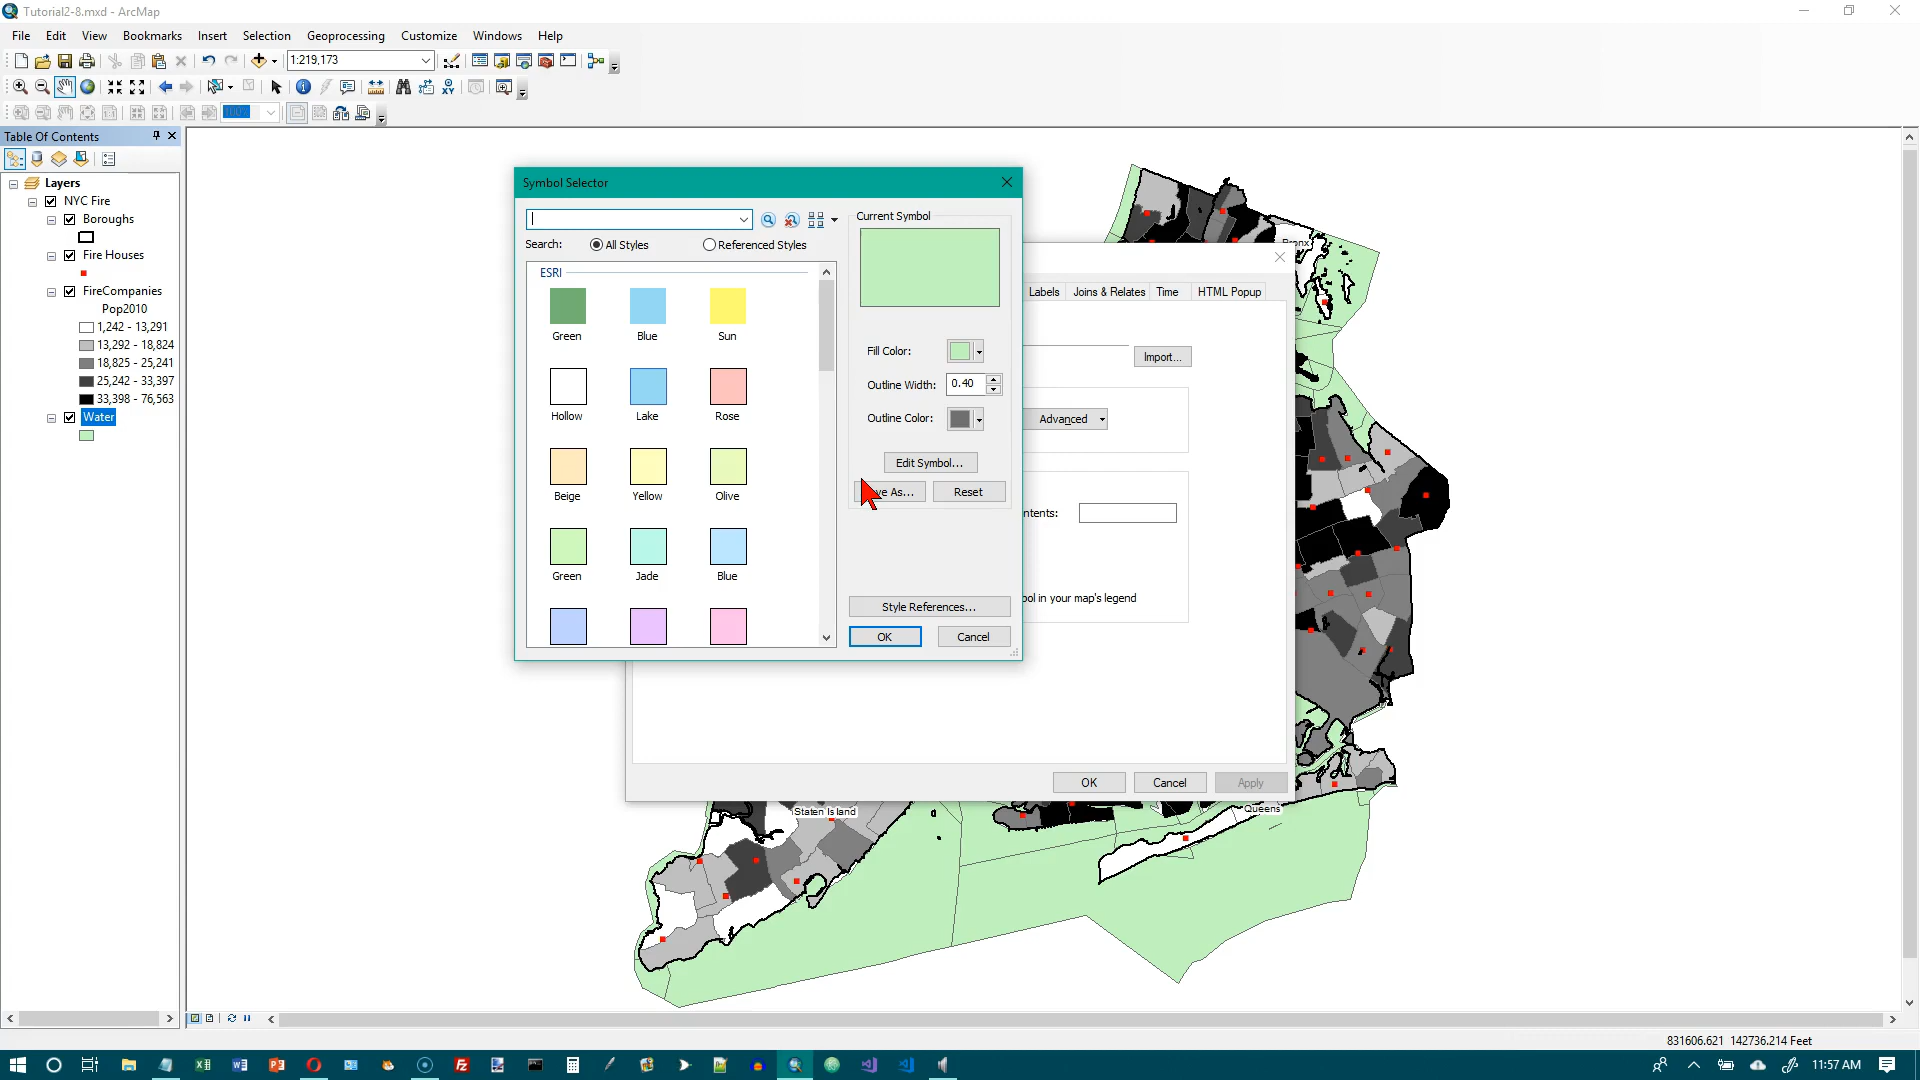 Tutorial2-8.mxd - ArcMap
File Edit View Bookmarks Insert Selection Geoprocessing Customize Windows Help
1:219,173
100%
Table Of Contents
Layers
NYC Fire
Boroughs
Fire Houses
FireCompanies
Pop2010
1,242 - 13,291
13,292 - 18,824
18,825 - 25,241
25,242 - 33,397
33,398 - 76,563
Water
Symbol Selector
Search: All Styles Referenced Styles
ESRI
Green Blue Sun
Hollow Lake Rose
Beige Yellow Olive
Green Jade Blue
Current Symbol
Fill Color:
Outline Width: 0.40
Outline Color:
Edit Symbol...
As... Reset
Style References...
OK Cancel
Labels Joins & Relates Time HTML Popup
Import...
Advanced
ntents:
ol in your map's legend
OK Cancel Apply
Bronx
Staten Island
Queens
831606.621 142736.214 Feet
11:57 AM